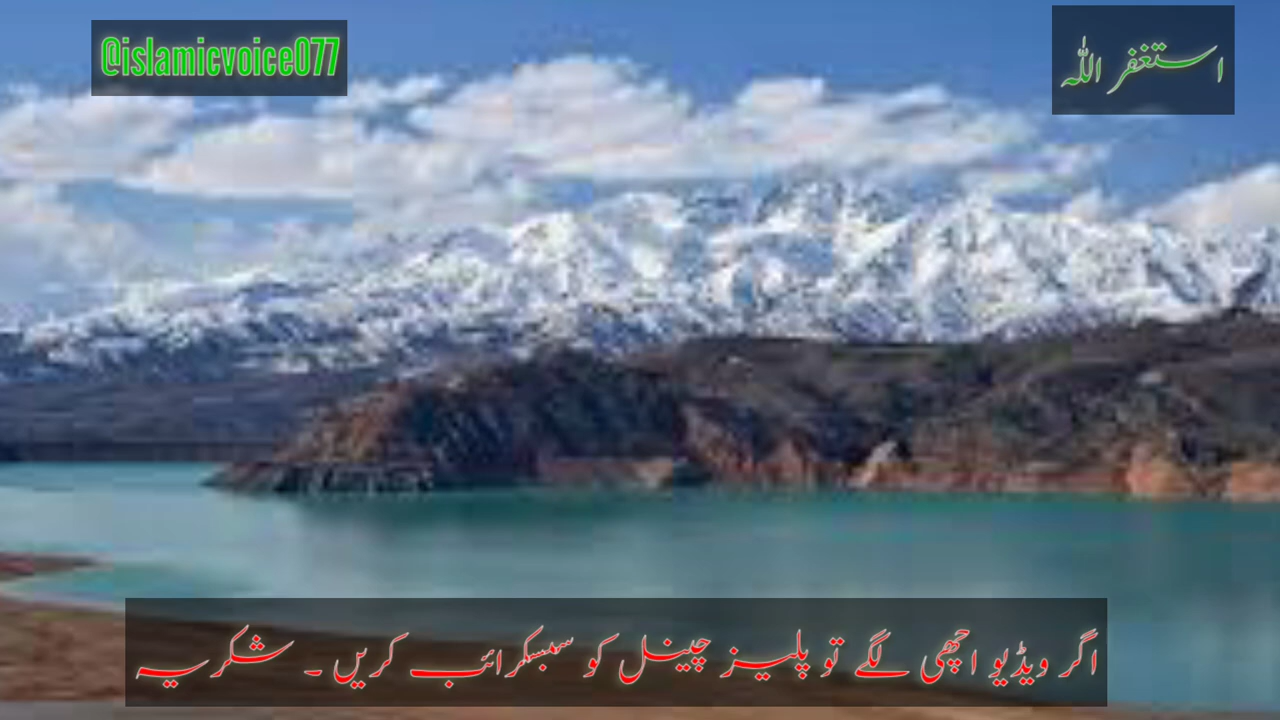 @islamicvoice077
استغفر اللہ
اگر ویڈیو اچھی لگے تو پلیز چینل کو سبسکرائب کریں ۔ شکریہ